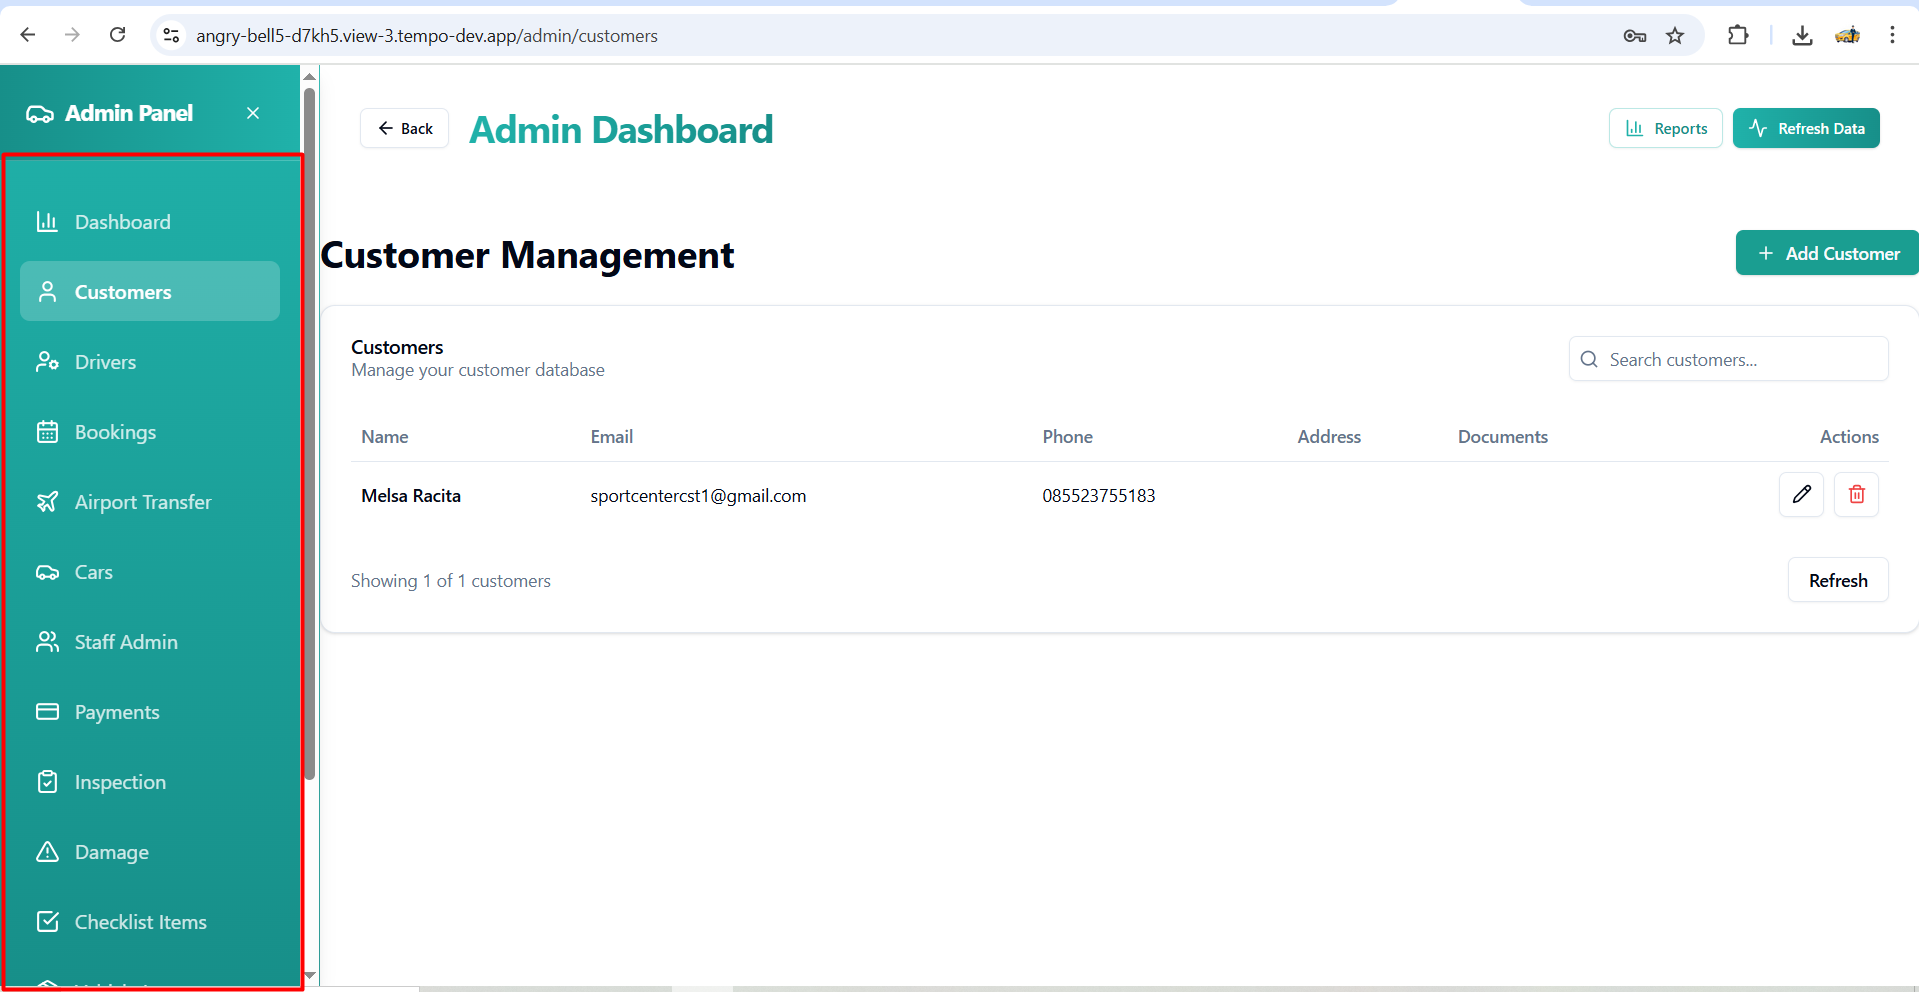 angry-bell5-d7kh5.view-3.tempo-dev.app/admin/customers
Admin Panel
Dashboard
Customers
Drivers
Bookings
Airport Transfer
Cars
Staff Admin
Payments
Inspection
Damage
Checklist Items
Back
Admin Dashboard
Reports
Refresh Data
Customer Management
Add Customer
Customers
Manage your customer database
Search customers...
Name Email Phone Address Documents Actions
Melsa Racita sportcentercst1@gmail.com 085523755183
Showing 1 of 1 customers
Refresh